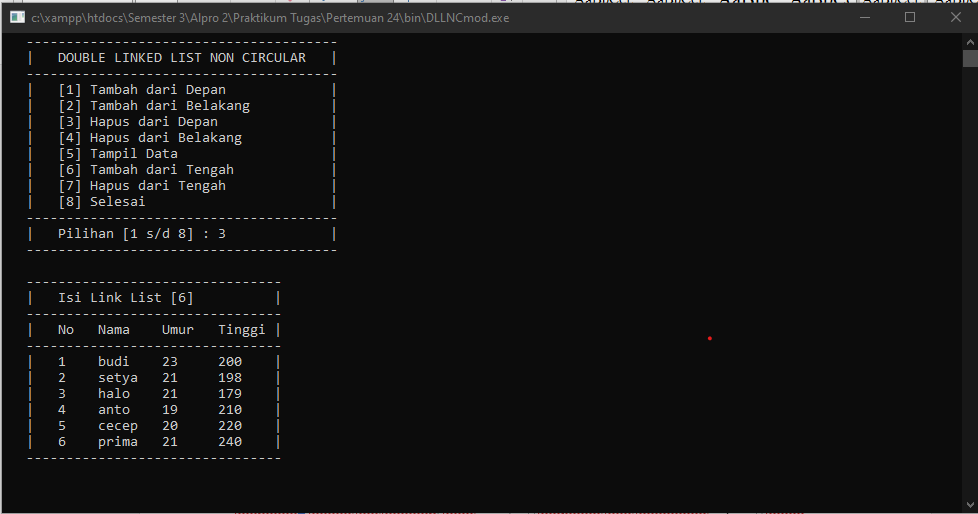 c:\xampp\htdocs\Semester 3\Alpro 2\Praktikum Tugas\Pertemuan 24\bin\DLLNCmod.exe
---------------------------------------
|   DOUBLE LINKED LIST NON CIRCULAR   |
---------------------------------------
|   [1] Tambah dari Depan             |
|   [2] Tambah dari Belakang          |
|   [3] Hapus dari Depan              |
|   [4] Hapus dari Belakang           |
|   [5] Tampil Data                   |
|   [6] Tambah dari Tengah            |
|   [7] Hapus dari Tengah             |
|   [8] Selesai                       |
---------------------------------------
|   Pilihan [1 s/d 8] : 3             |
---------------------------------------
--------------------------------
|   Isi Link List [6]          |
--------------------------------
|   No   Nama    Umur   Tinggi |
--------------------------------
|   1    budi    23     200    |
|   2    setya   21     198    |
|   3    halo    21     179    |
|   4    anto    19     210    |
|   5    cecep   20     220    |
|   6    prima   21     240    |
--------------------------------